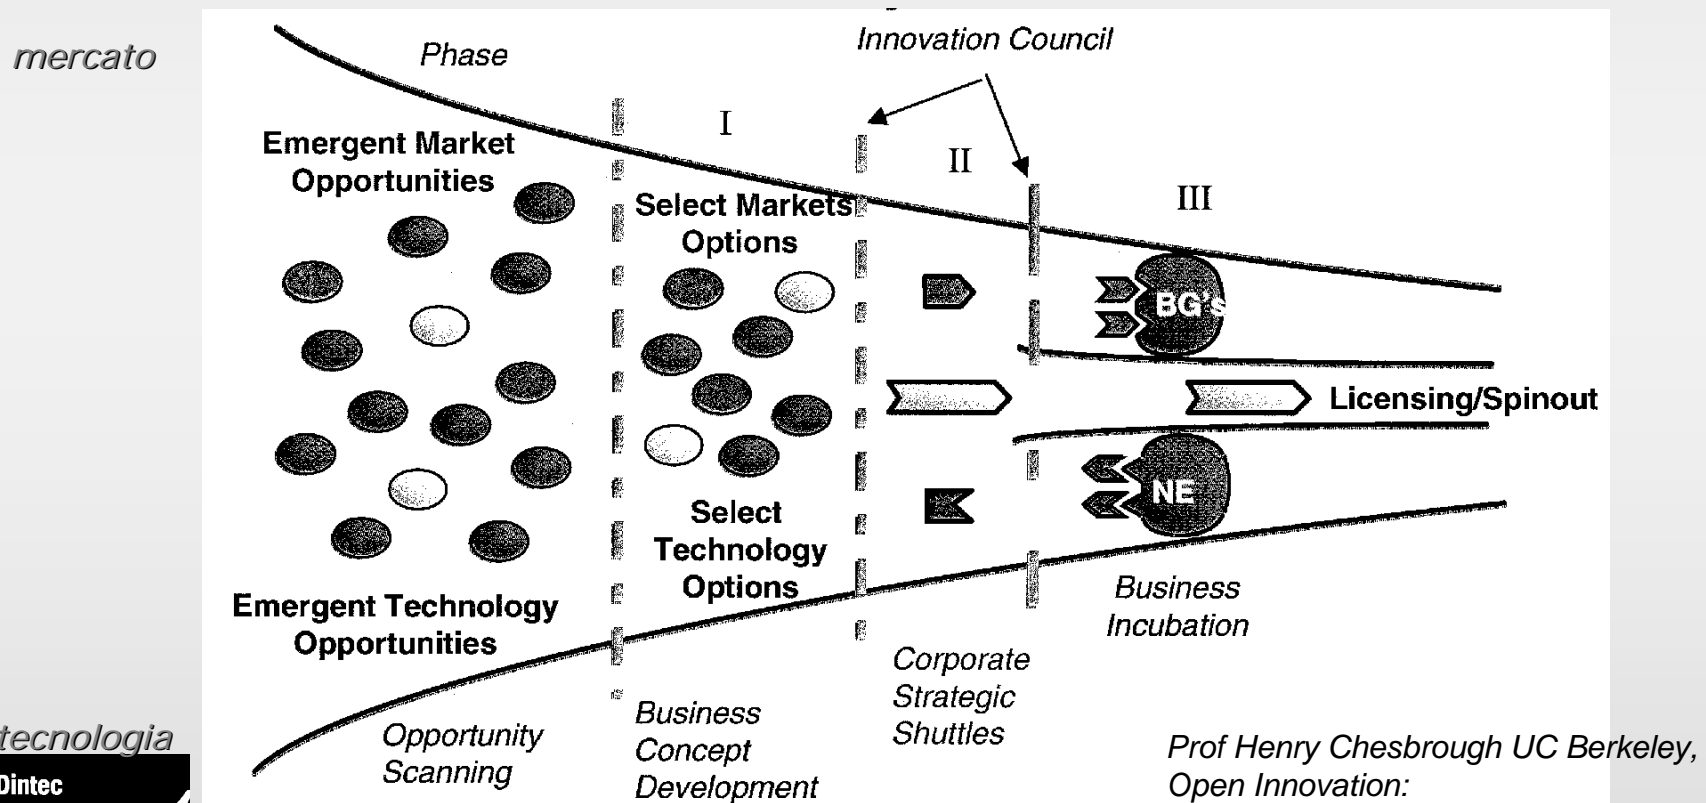 mercato
Phase
Innovation Council
I
II
III
Emergent Market
Opportunities
Select Markets
Options
BG's
Licensing/Spinout
NE
Select
Technology
Options
Emergent Technology
Opportunities
Business
Incubation
Corporate
Strategic
Shuttles
Business
Concept
Development
Opportunity
Scanning
tecnologia
Dintec
Prof Henry Chesbrough UC Berkeley,
Open Innovation: